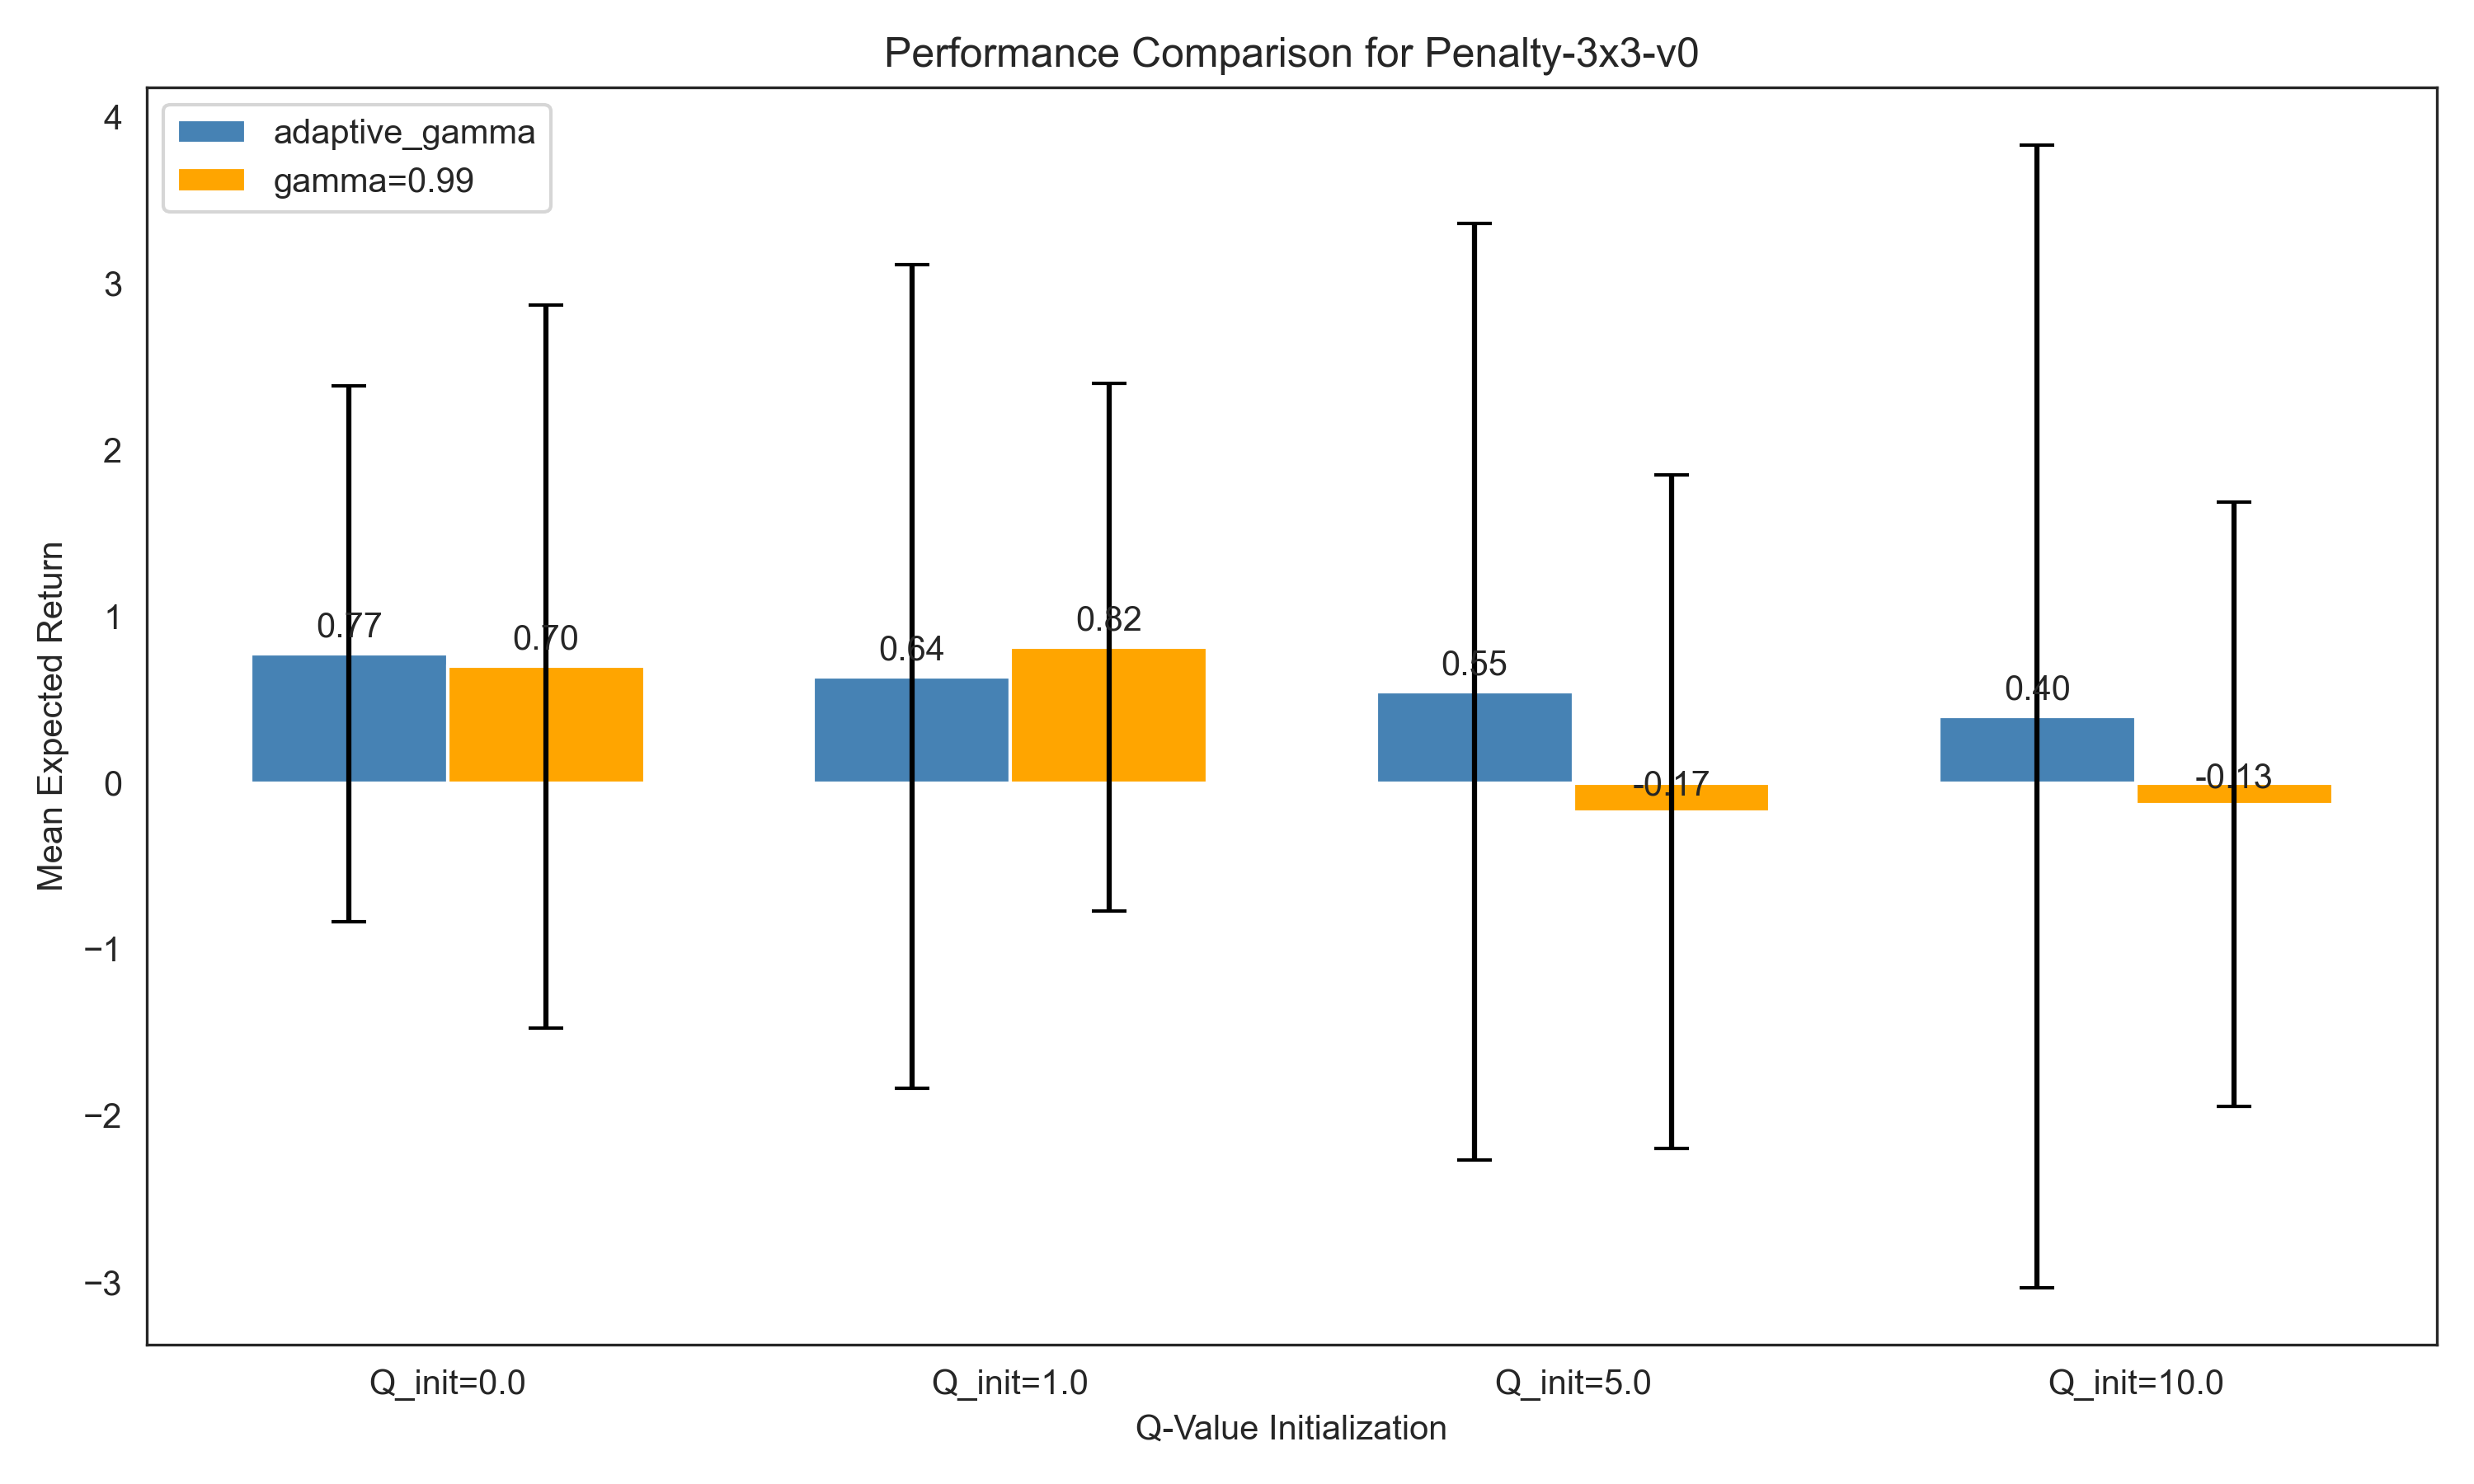 Performance Comparison for Penalty-3x3-v0
adaptive_gamma
gamma=0.99
Mean Expected Return
4
3
2
1
0
−1
−2
−3
0.77
0.70
0.64
0.82
0.55
-0.17
0.40
-0.13
Q_init=0.0
Q_init=1.0
Q_init=5.0
Q_init=10.0
Q-Value Initialization